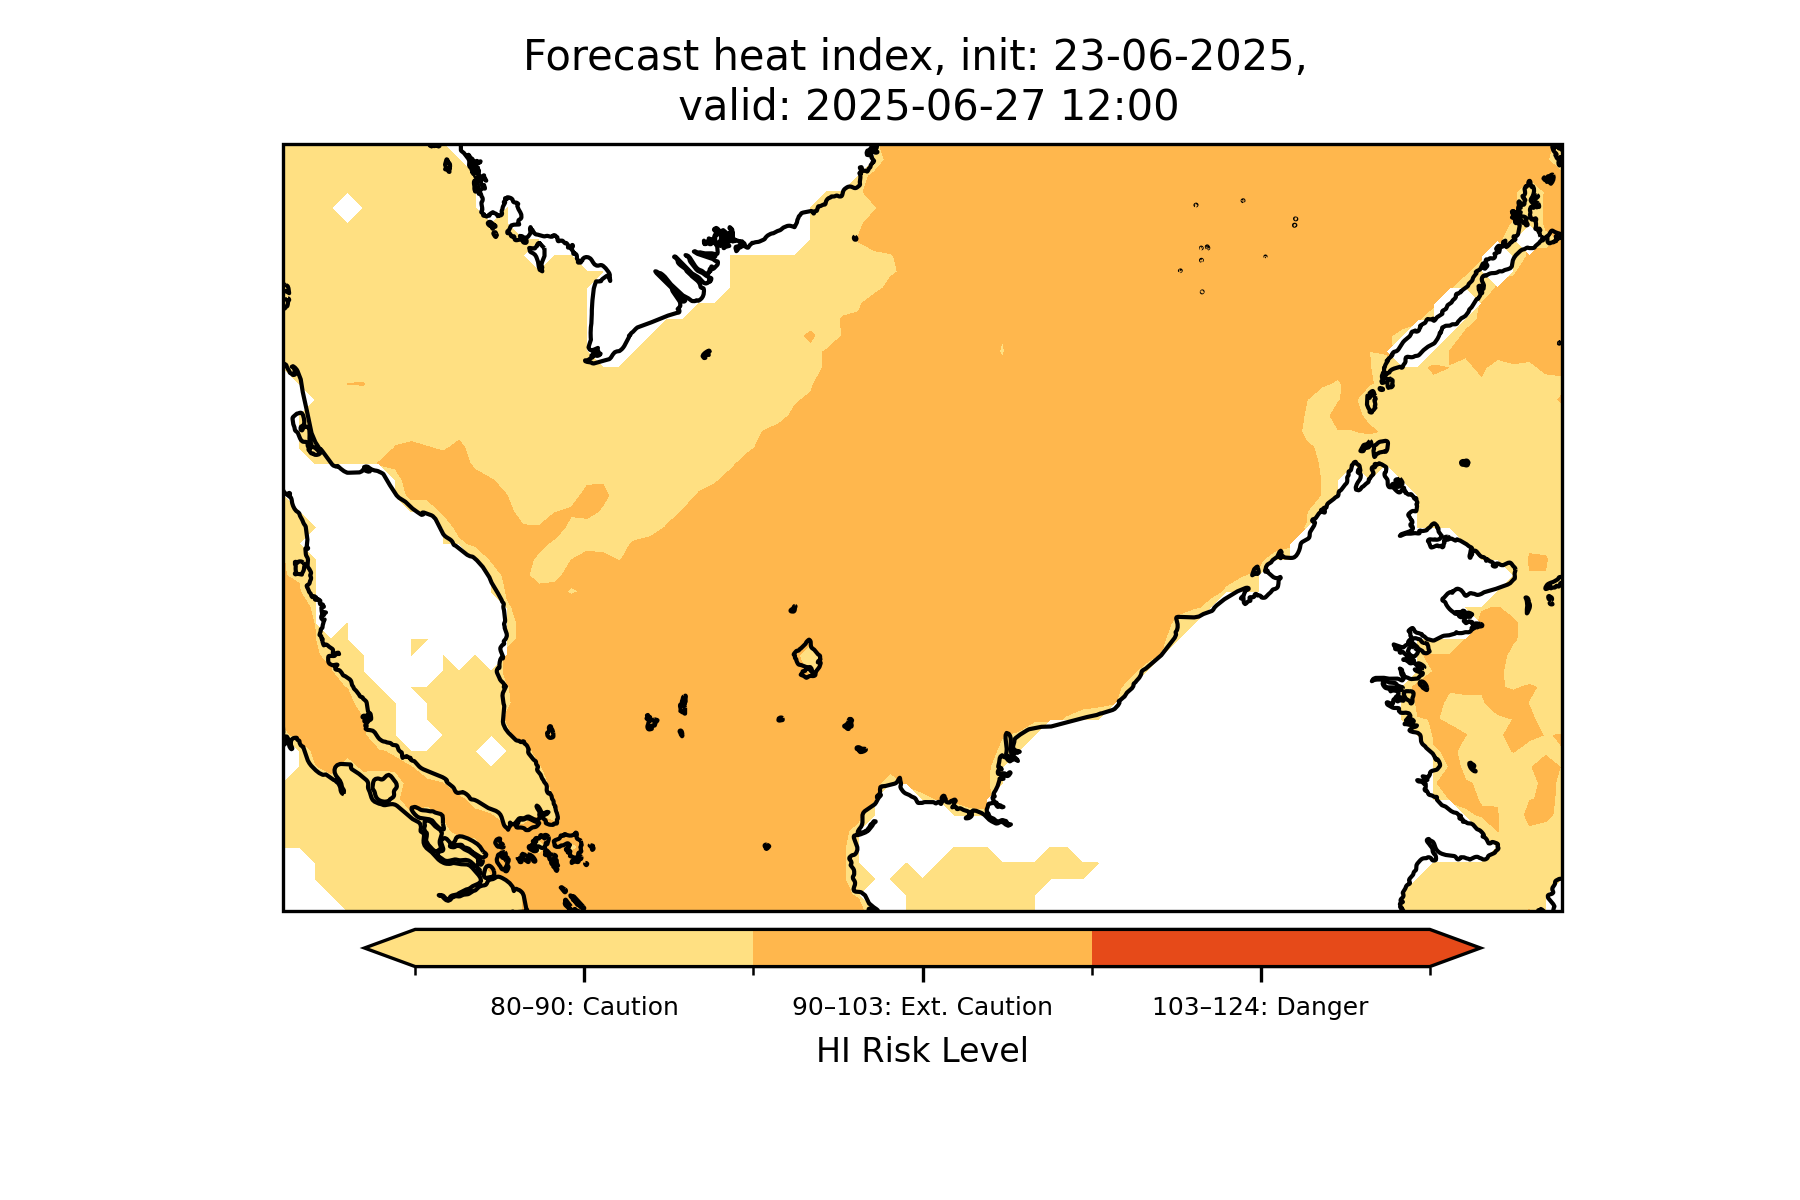 Forecast heat index, init: 23-06-2025,
valid: 2025-06-27 12:00
80–90: Caution
90–103: Ext. Caution
103–124: Danger
HI Risk Level